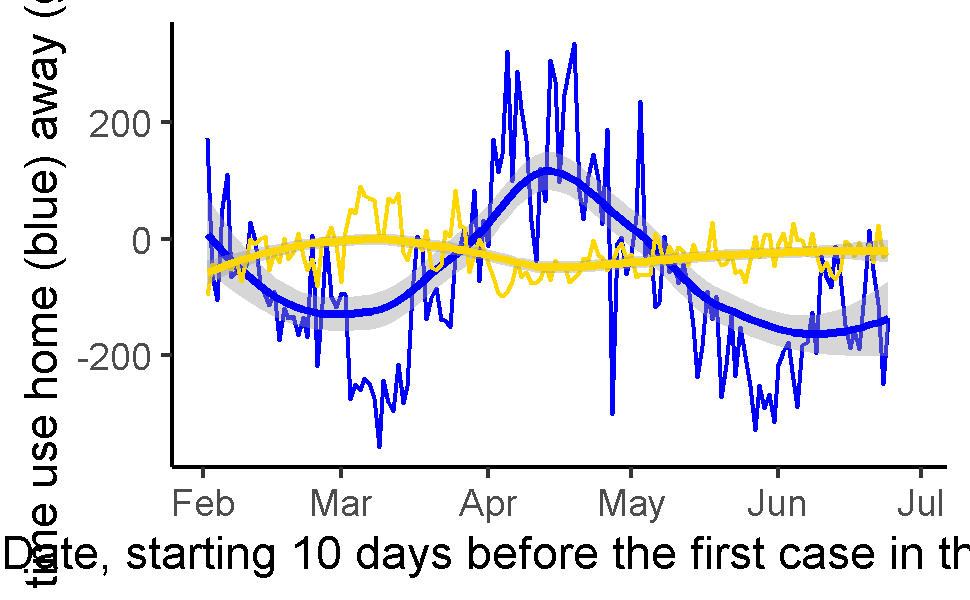 time use home (blue) away (
200
0
-200
Feb Mar Apr May Jun Jul
Date, starting 10 days before the first case in th